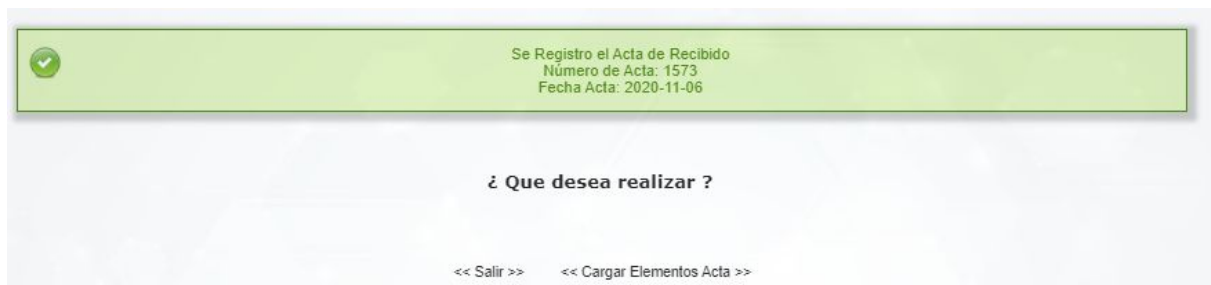 Se Registro el Acta de Recibido
Número de Acta: 1573
Fecha Acta: 2020-11-06
¿ Que desea realizar ?
<< Salir >> << Cargar Elementos Acta >>